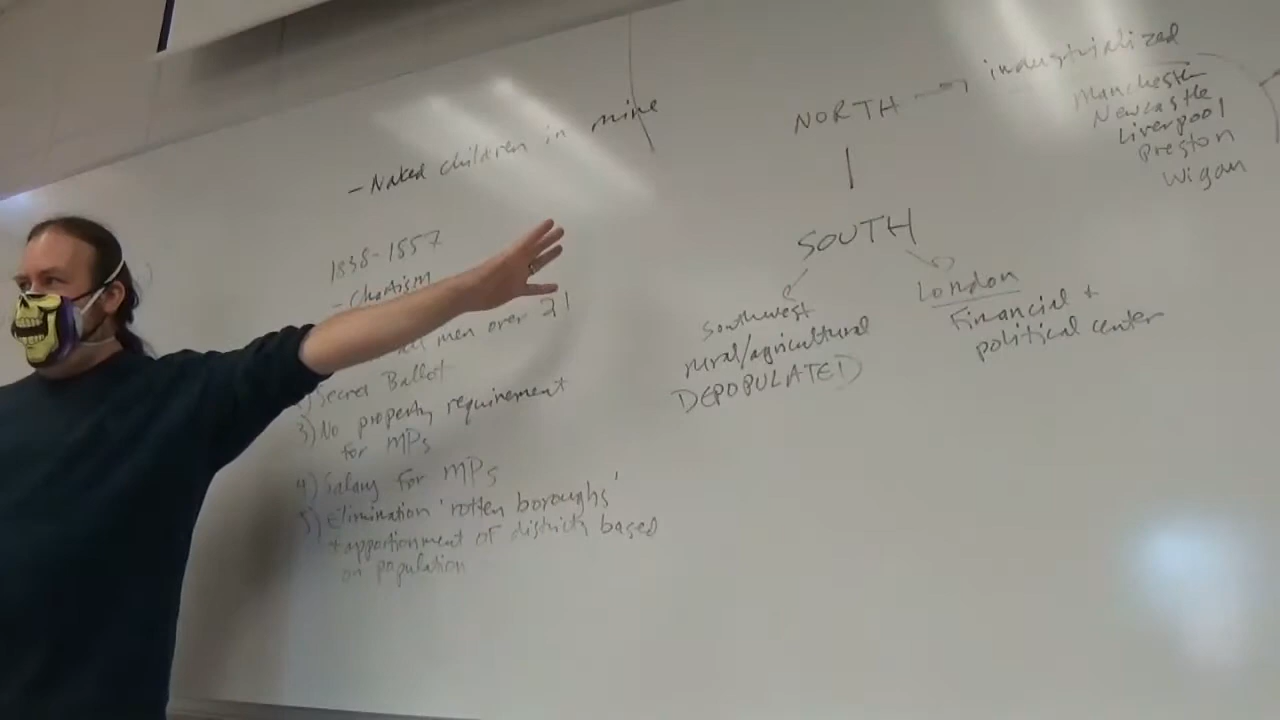 - Naked children in mine
1838-1857
- Chartism
men over 21
2) Secret Ballot
3) No property requirement
for MPs
4) Salary for MPs
5) Elimination 'rotten boroughs'
+ apportionment of districts based
on population
NORTH → industrialized
Manchester
Newcastle
Liverpool
Preston
Wigan
SOUTH
Southwest
rural/agricultural
DEPOPULATED
London
Financial +
political center